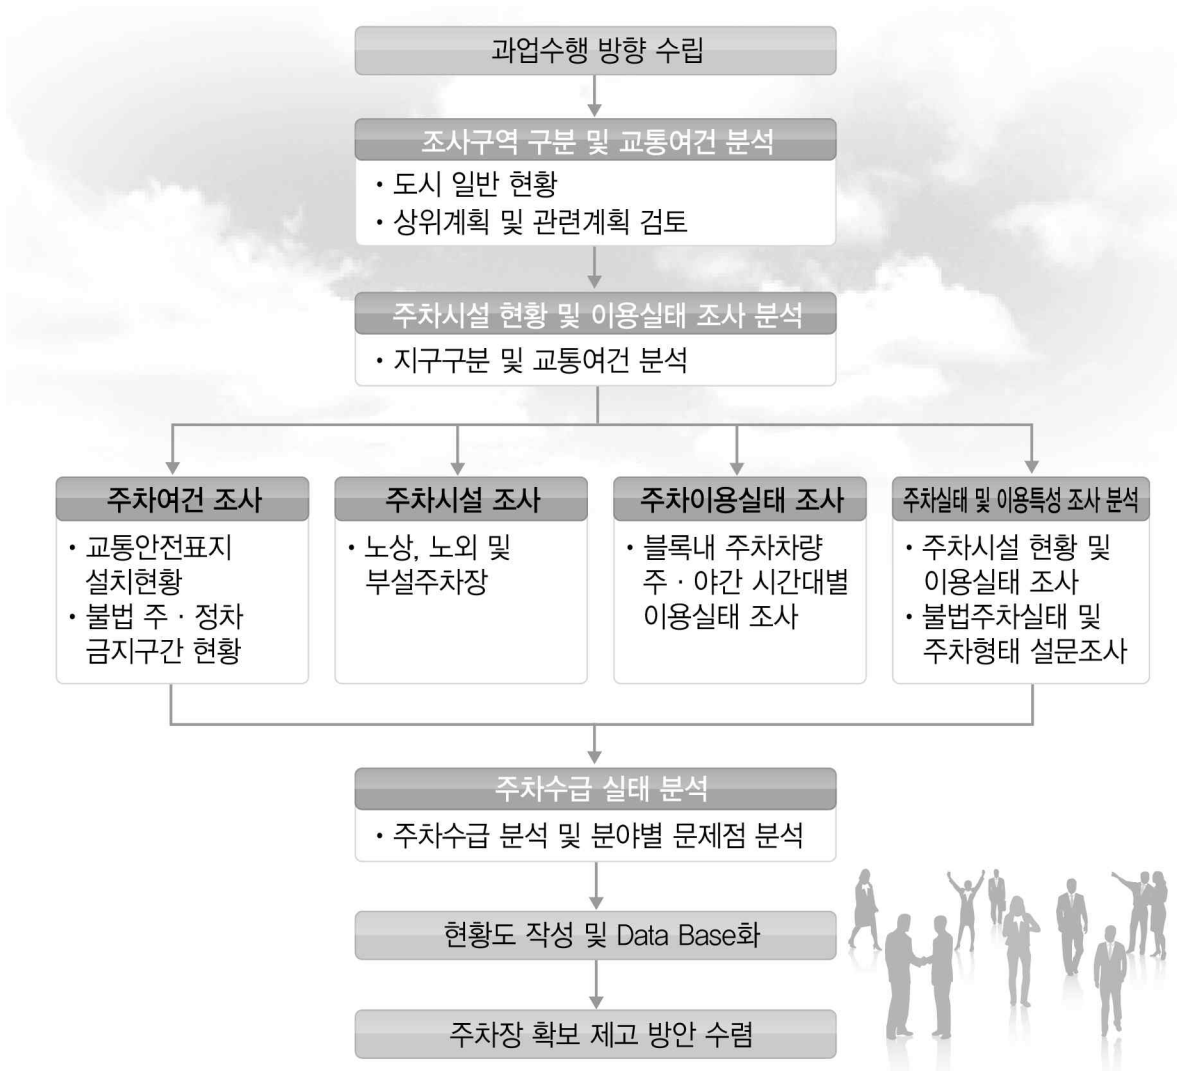 과업수행 방향 수립
조사구역 구분 및 교통여건 분석
• 도시 일반 현황
• 상위계획 및 관련계획 검토
주차시설 현황 및 이용실태 조사 분석
• 지구구분 및 교통여건 분석
주차여건 조사
• 교통안전표지
설치현황
• 불법 주 · 정차
금지구간 현황
주차시설 조사
• 노상, 노외 및
부설주차장
주차이용실태 조사
• 블록내 주차차량
주 · 야간 시간대별
이용실태 조사
주차실태 및 이용특성 조사 분석
• 주차시설 현황 및
이용실태 조사
• 불법주차실태 및
주차형태 설문조사
주차수급 실태 분석
• 주차수급 분석 및 분야별 문제점 분석
현황도 작성 및 Data Base화
주차장 확보 제고 방안 수렴